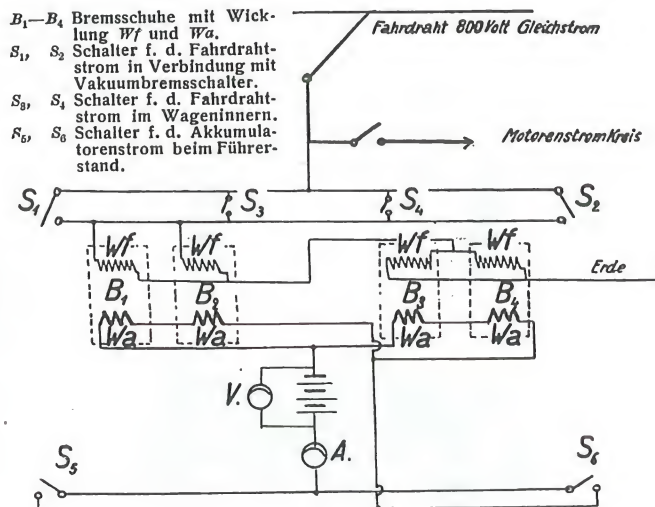 B₁—B₄ Bremsschuhe mit Wick-
lung Wf und Wa.
S₁, S₂ Schalter f. d. Fahrdraht-
strom in Verbindung mit
Vakuumbremsschalter.
S₃, S₄ Schalter f. d. Fahrdraht-
strom im Wageninnern.
S₅, S₆ Schalter f. d. Akkumula-
torenstrom beim Führer-
stand.
Fahrdraht 800 Volt Gleichstrom
Motorenstromkreis
S₁ S₃ S₄ S₂
Wf Wf Wf Wf
Erde
B₁ B₂ B₃ B₄
Wa Wa Wa Wa
V.
A.
S₅ S₆